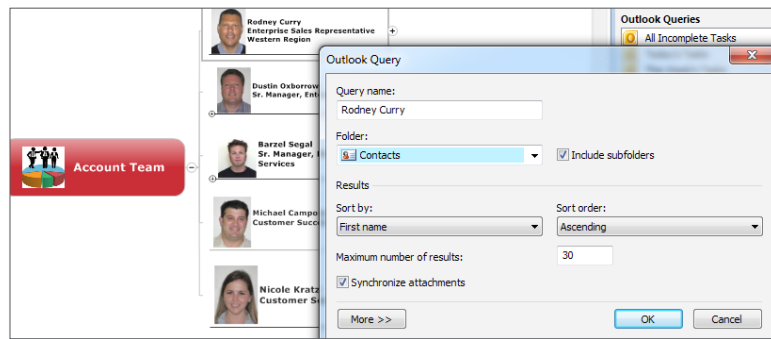 Rodney Curry
Enterprise Sales Representative
Western Region
Dustin Oxborrow
Sr. Manager, Ent
Barzel Segal
Sr. Manager,
Services
Account Team
Michael Campo
Customer Succ
Nicole Kratz
Customer S
Outlook Queries
All Incomplete Tasks
Outlook Query
Query name:
Rodney Curry
Folder:
Contacts
Include subfolders
Results
Sort by:
Sort order:
First name
Ascending
Maximum number of results:
30
Synchronize attachments
More >>
OK
Cancel